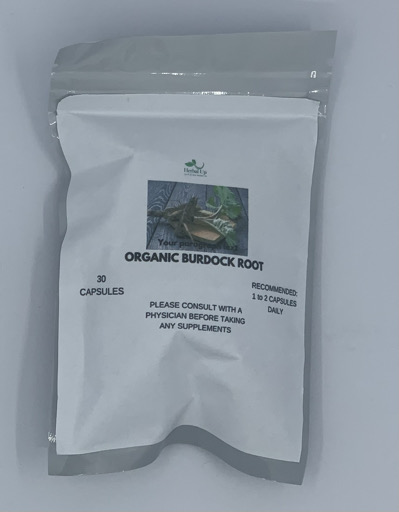 Herbal Up
Your
ORGANIC BURDOCK ROOT
30
CAPSULES
RECOMMENDED:
1 to 2 CAPSULES
DAILY
PLEASE CONSULT WITH A
PHYSICIAN BEFORE TAKING
ANY SUPPLEMENTS